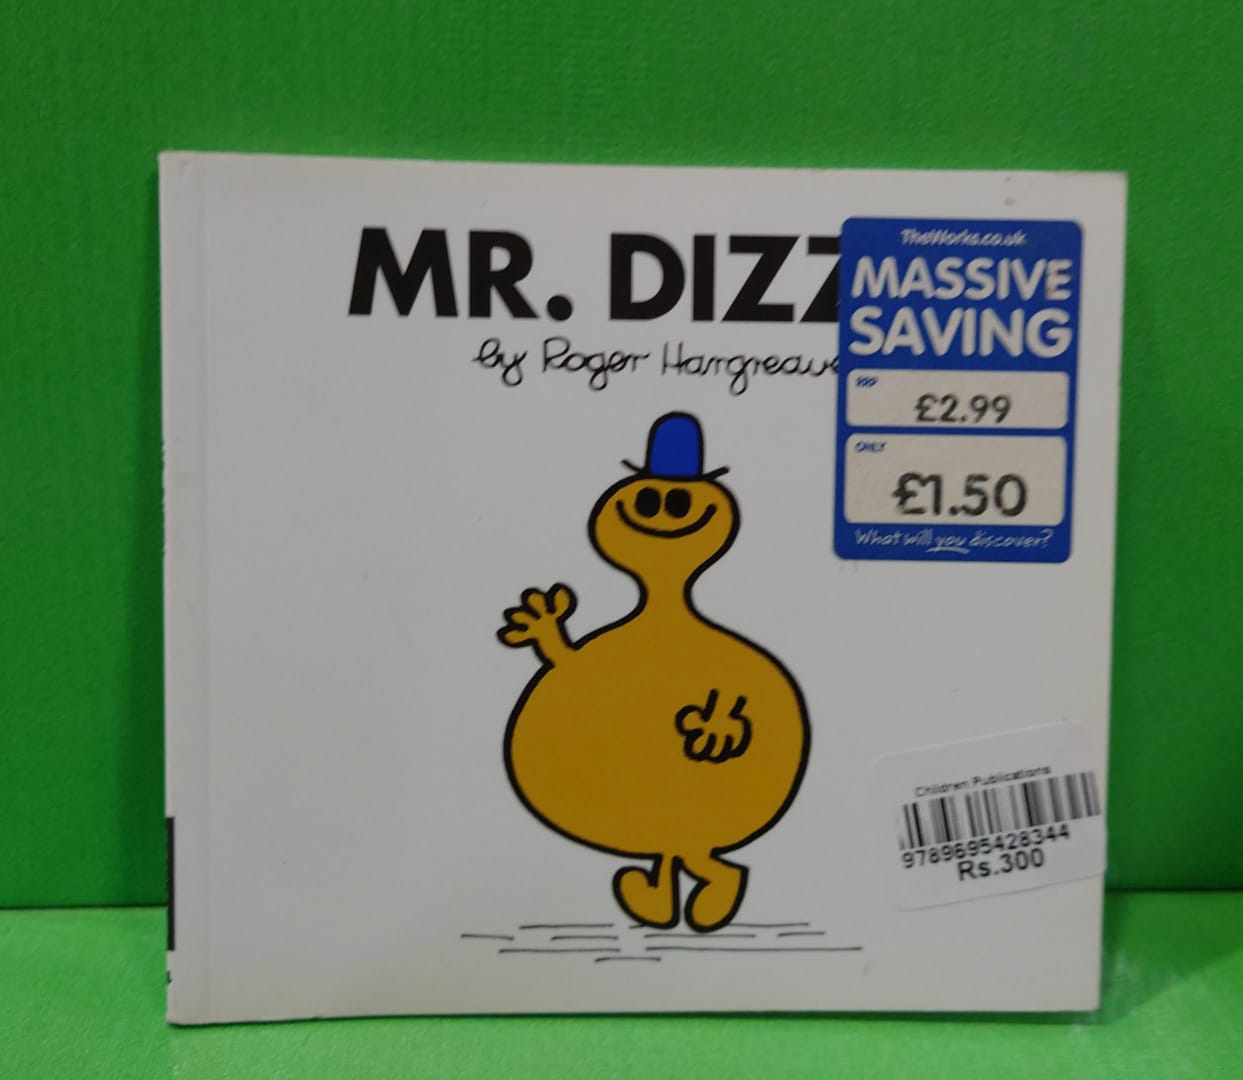 MR. DIZZ
by Roger Hargreave
TheWorks.co.uk
MASSIVE
SAVING
RRP
£2.99
ONLY
£1.50
What will you discover?
Children Publications
9789695428344
Rs.300